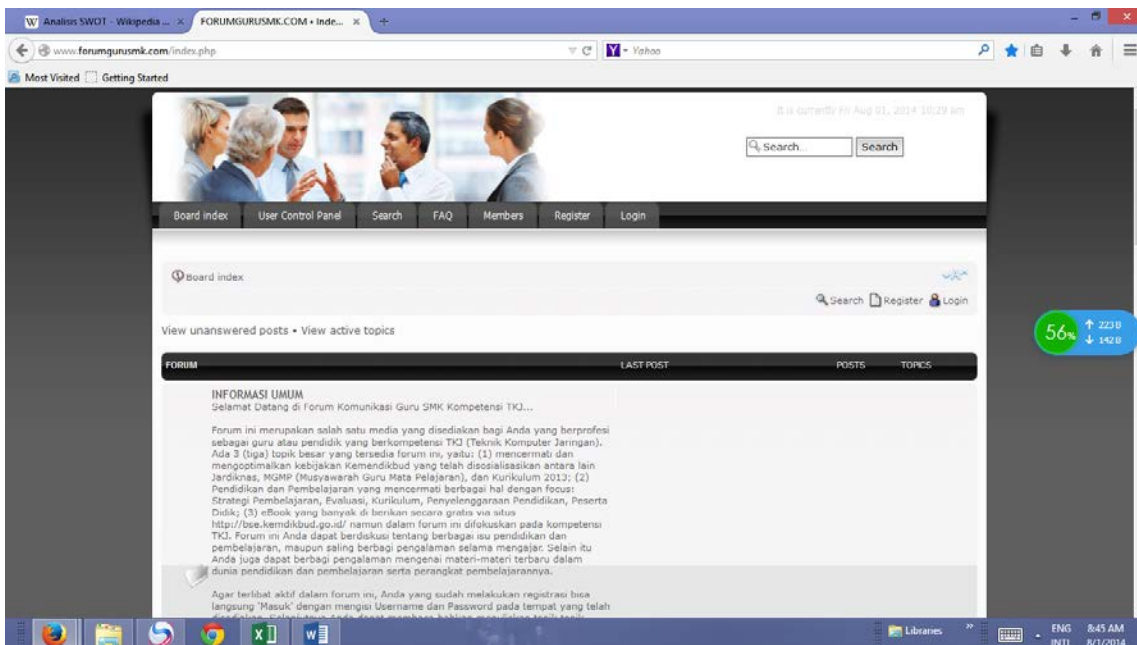 Analisis SWOT - Wikipedia ...
FORUMGURUSMK.COM • Inde...
www.forumgurusmk.com/index.php
Yahoo
Most Visited
Getting Started
It is currently Fri Aug 01, 2014 10:29 am
Search...
Search
Board index
User Control Panel
Search
FAQ
Members
Register
Login
Board index
Search
Register
Login
View unanswered posts • View active topics
56%
223 B
142 B
FORUM
LAST POST
POSTS
TOPICS
INFORMASI UMUM
Selamat Datang di Forum Komunikasi Guru SMK Kompetensi TKJ...
Forum ini merupakan salah satu media yang disediakan bagi Anda yang berprofesi
sebagai guru atau pendidik yang berkompetensi TKJ (Teknik Komputer Jaringan).
Ada 3 (tiga) topik besar yang tersedia forum ini, yaitu: (1) mencermati dan
mengoptimalkan kebijakan Kemendikbud yang telah disosialisasikan antara lain
Jardiknas, MGMP (Musyawarah Guru Mata Pelajaran), dan Kurikulum 2013; (2)
Pendidikan dan Pembelajaran yang mencermati berbagai hal dengan focus:
Strategi Pembelajaran, Evaluasi, Kurikulum, Penyelenggaraan Pendidikan, Peserta
Didik; (3) eBook yang banyak di berikan secara gratis via situs
http://bse.kemdikbud.go.id/ namun dalam forum ini difokuskan pada kompetensi
TKJ. Forum ini Anda dapat berdiskusi tentang berbagai isu pendidikan dan
pembelajaran, maupun saling berbagi pengalaman selama mengajar. Selain itu
Anda juga dapat berbagi pengalaman mengenai materi-materi terbaru dalam
dunia pendidikan dan pembelajaran serta perangkat pembelajarannya.
Agar terlibat aktif dalam forum ini, Anda yang sudah melakukan registrasi bisa
langsung 'Masuk' dengan mengisi Username dan Password pada tempat yang telah
Libraries
ENG
INTL
8:45 AM
8/1/2014